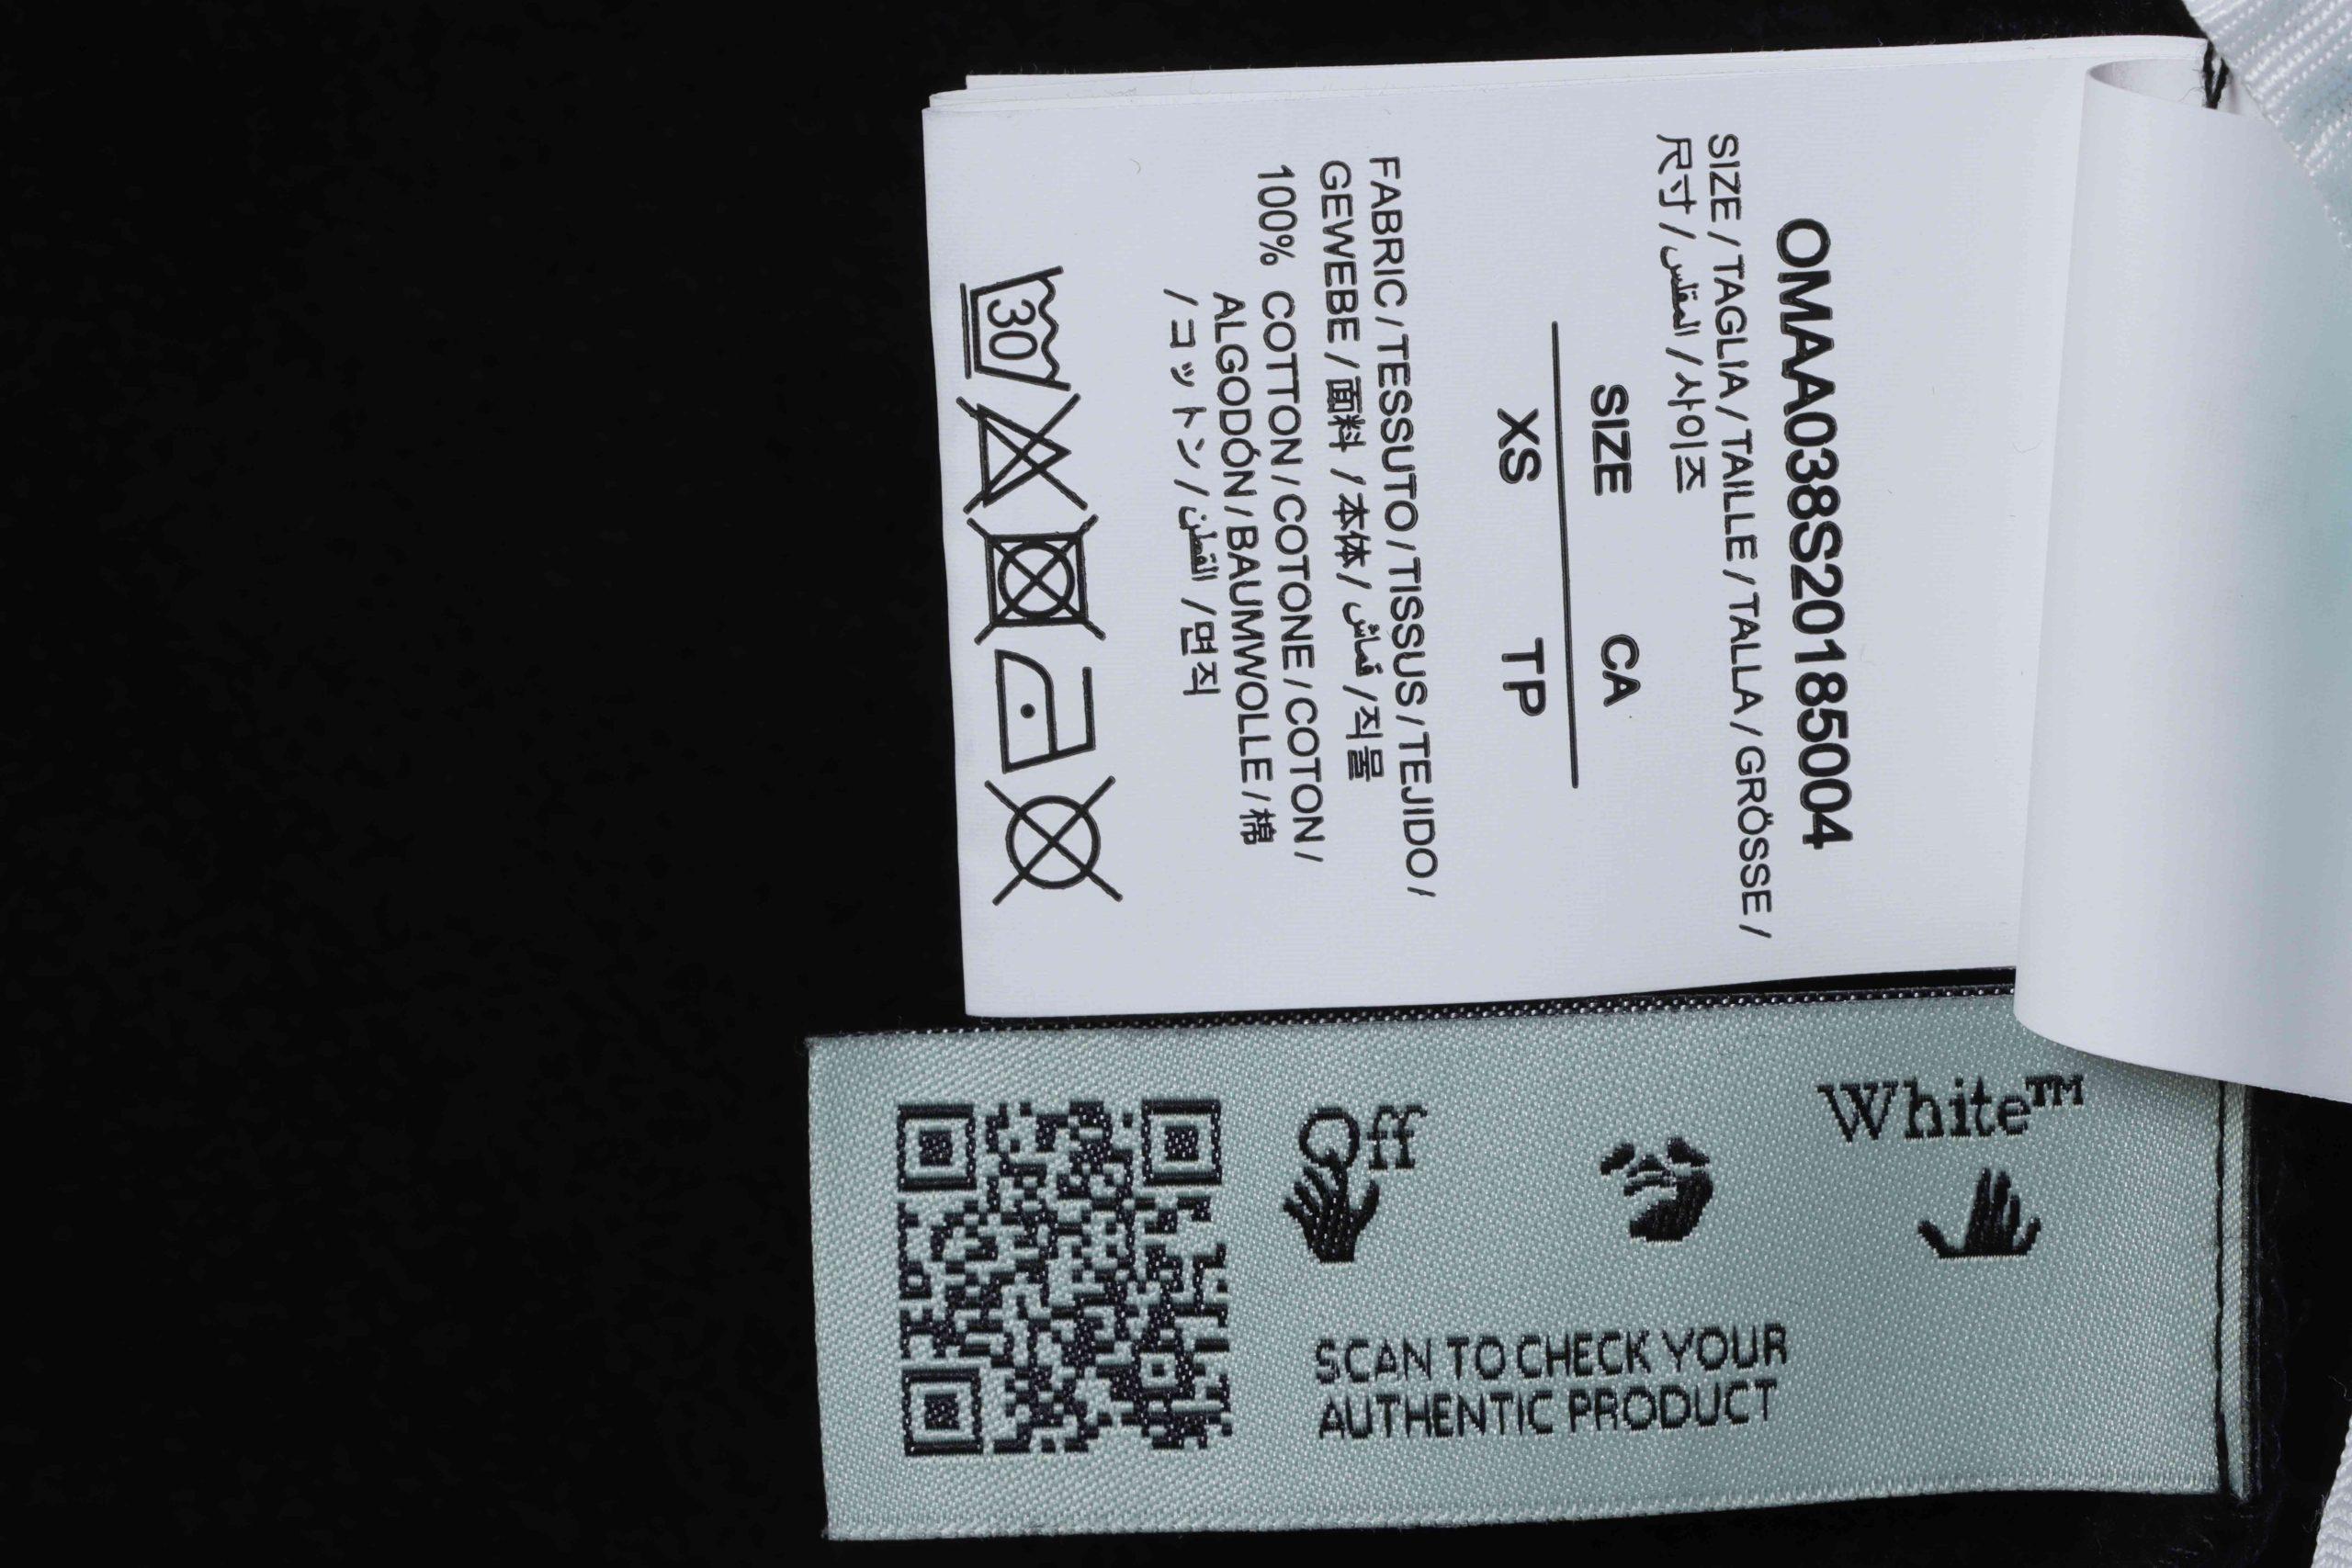 OMAA038S20185004
SIZE / TAGLIA / TAILLE / TALLA / GRÖSSE /
尺寸 / المقلس / 사이즈
SIZE CA
XS TP
FABRIC / TESSUTO / TISSUS / TEJIDO /
GEWEBE / 面料 / 本体 / قماش / 직물
100% COTTON / COTONE / COTON /
ALGODÓN / BAUMWOLLE / 棉
/ コットン / القطن / 면직
30
Off White™
SCAN TO CHECK YOUR
AUTHENTIC PRODUCT